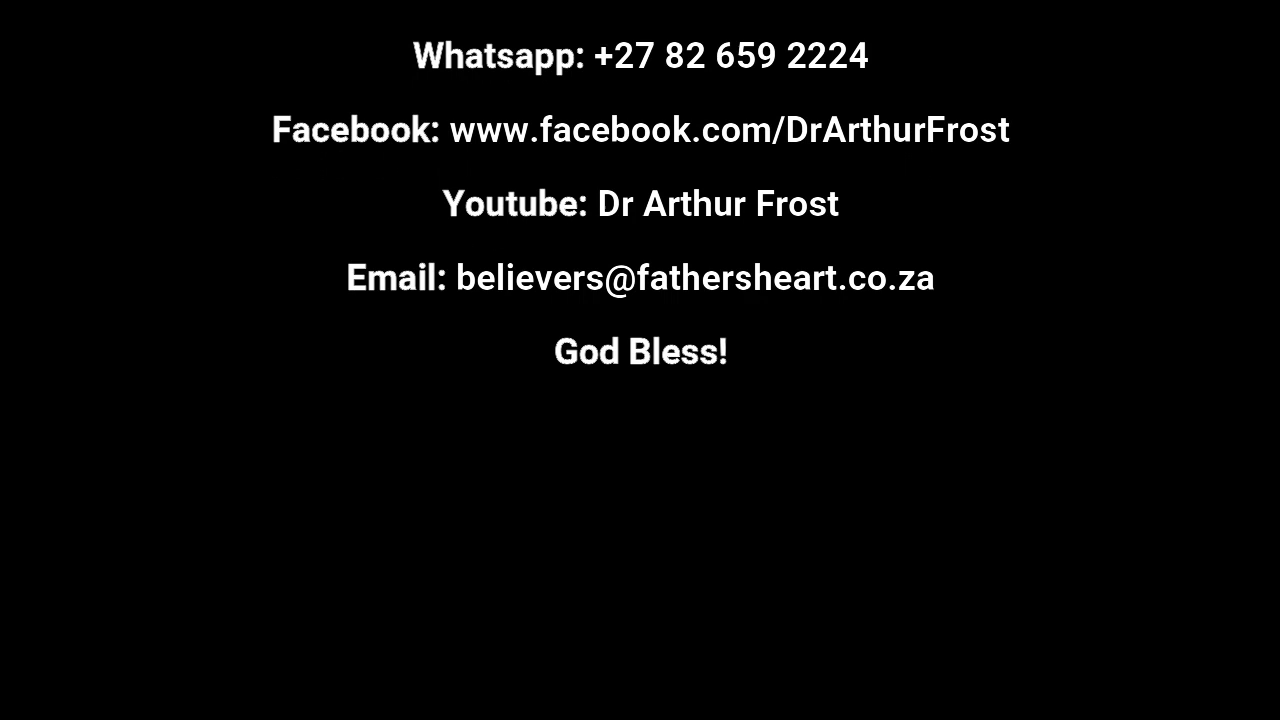 Whatsapp: +27 82 659 2224
Facebook: www.facebook.com/DrArthurFrost
Youtube: Dr Arthur Frost
Email: believers@fathersheart.co.za
God Bless!